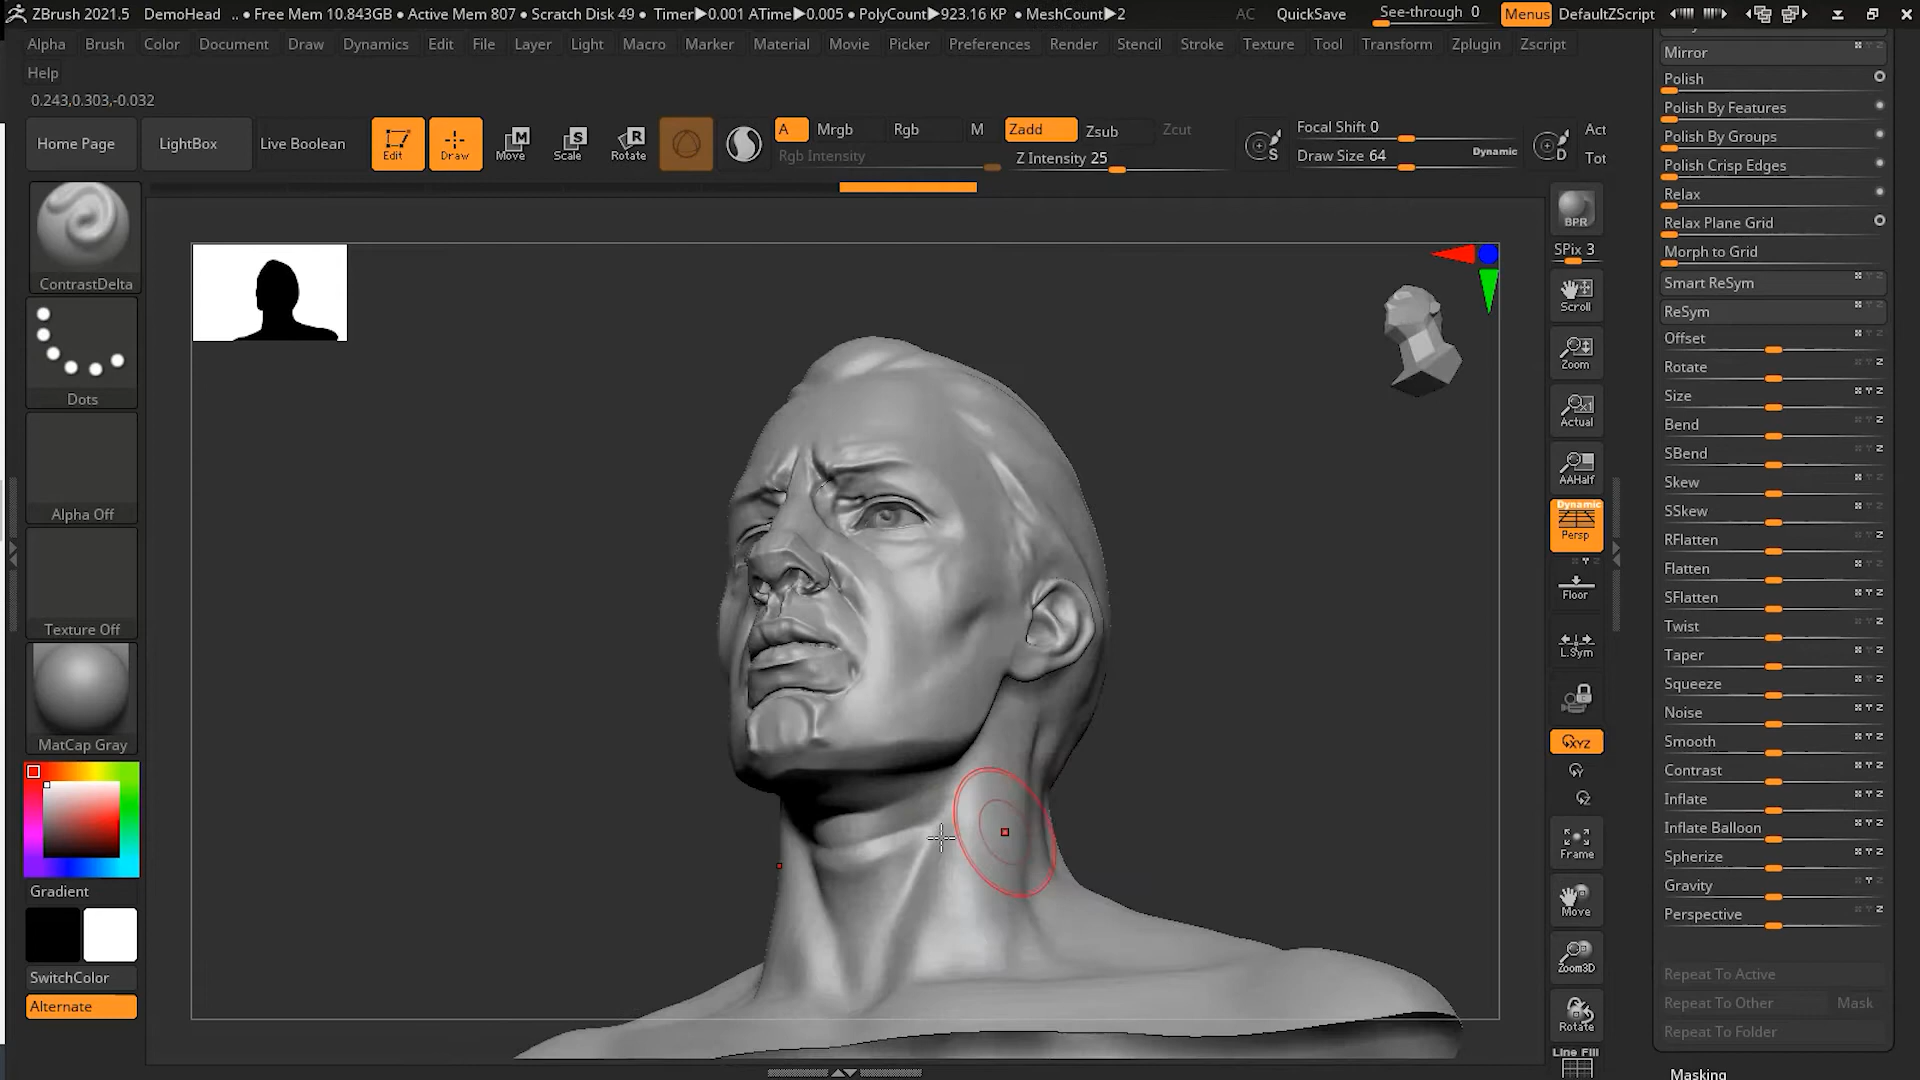 ZBrush 2021.5 DemoHead .. • Free Mem 10.843GB • Active Mem 807 • Scratch Disk 49 • Timer▶0.001 ATime▶0.005 • PolyCount▶923.16 KP • MeshCount▶2 AC QuickSave See-through 0 Menus DefaultZScript
Alpha Brush Color Document Draw Dynamics Edit File Layer Light Macro Marker Material Movie Picker Preferences Render Stencil Stroke Texture Tool Transform Zplugin Zscript
Help
0.243,0.303,-0.032
Home Page LightBox Live Boolean Edit Draw Move Scale Rotate
M S R
A Mrgb Rgb M Zadd Zsub Zcut
Rgb Intensity Z Intensity 25
Focal Shift 0
Draw Size 64 Dynamic
S D
Act
Tot
ContrastDelta
Dots
Alpha Off
Texture Off
MatCap Gray
Gradient
SwitchColor
Alternate
BPR
SPix 3
Scroll
Zoom
Actual
AAHalf
Dynamic
Persp
Floor
L.Sym
XYZ
Y
Z
Frame
Move
Zoom3D
Rotate
Line Fill
Mirror
Polish
Polish By Features
Polish By Groups
Polish Crisp Edges
Relax
Relax Plane Grid
Morph to Grid
Smart ReSym
ReSym
Offset
Rotate
Size
Bend
SBend
Skew
SSkew
RFlatten
Flatten
SFlatten
Twist
Taper
Squeeze
Noise
Smooth
Contrast
Inflate
Inflate Balloon
Spherize
Gravity
Perspective
Repeat To Active
Repeat To Other Mask
Repeat To Folder
Masking